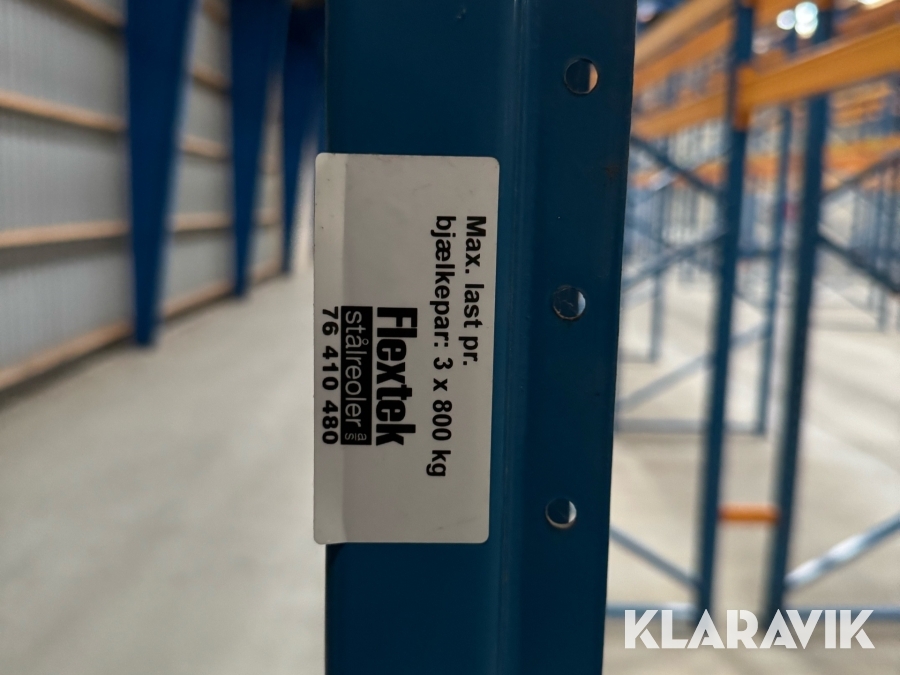 Max. last pr.
bjælkepar: 3 x 800 kg
Flextek
stålreoler a/s
76 410 480
KLARAVIK